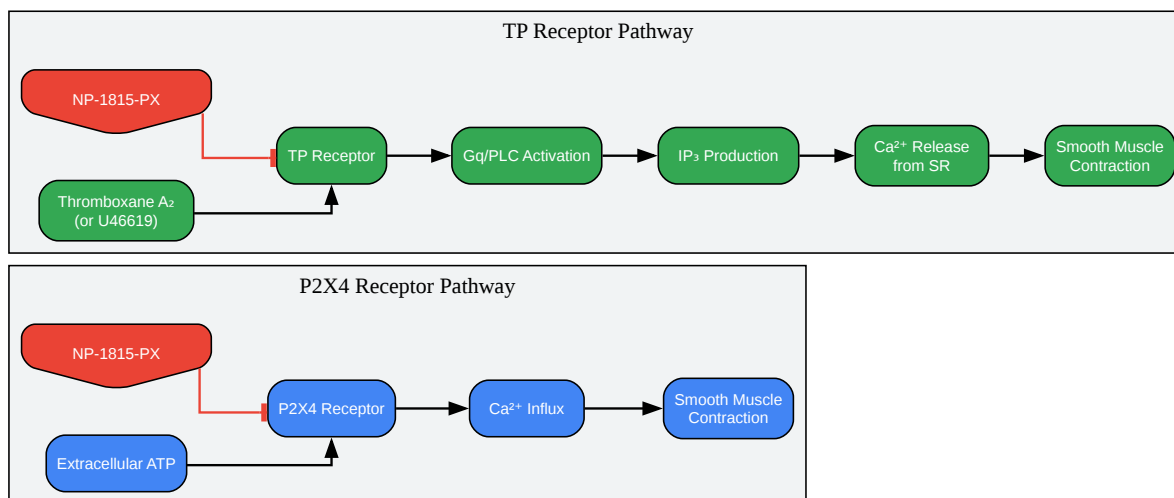 TP Receptor Pathway
NP-1815-PX
TP Receptor
Gq/PLC Activation
IP₃ Production
Ca²⁺ Release
from SR
Smooth Muscle
Contraction
Thromboxane A₂
(or U46619)
P2X4 Receptor Pathway
NP-1815-PX
P2X4 Receptor
Ca²⁺ Influx
Smooth Muscle
Contraction
Extracellular ATP